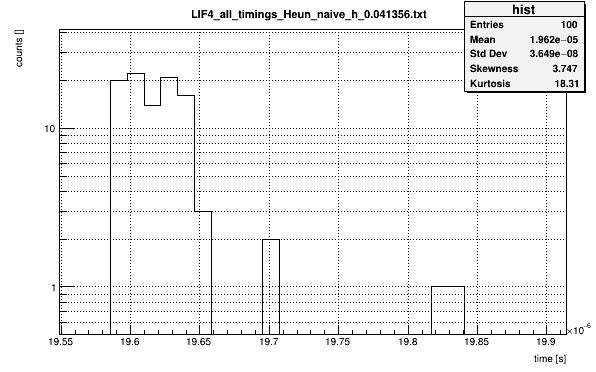 LIF4_all_timings_Heun_naive_h_0.041356.txt
hist
Entries 100
Mean 1.962e−05
Std Dev 3.649e−08
Skewness 3.747
Kurtosis 18.31
counts []
10
1
19.55 19.6 19.65 19.7 19.75 19.8 19.85 19.9
×10⁻⁶
time [s]